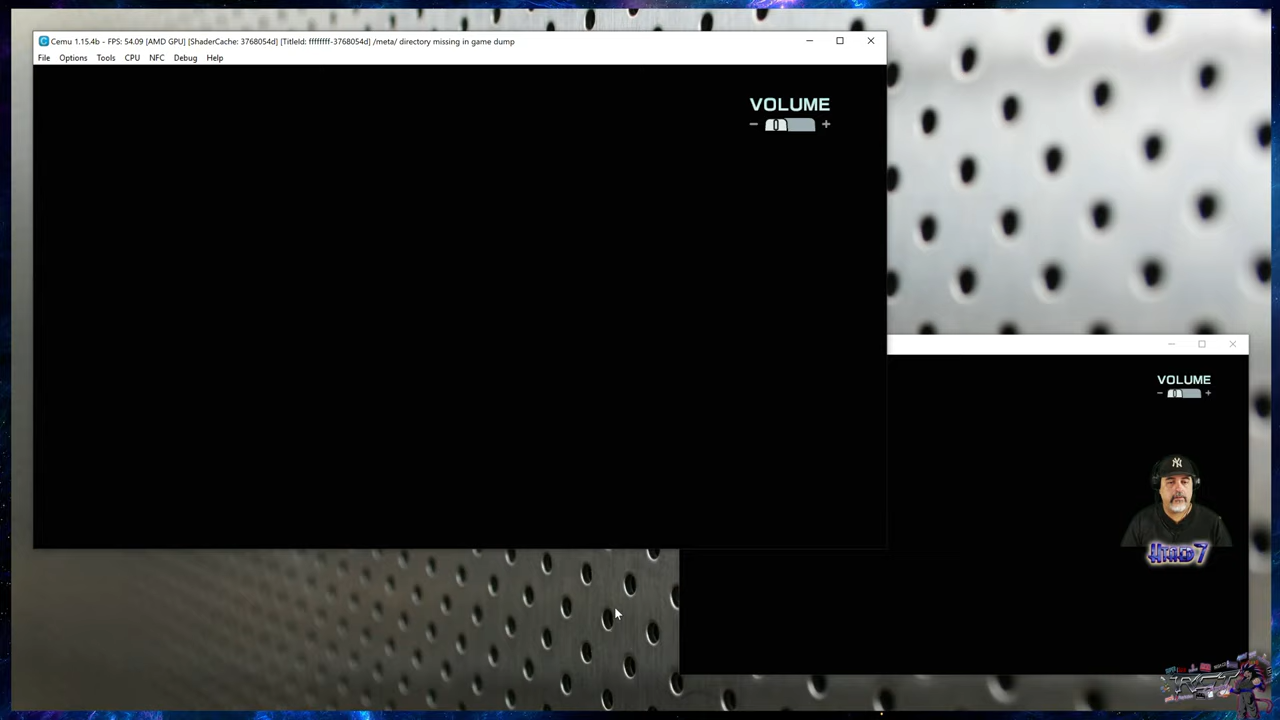 Cemu 1.15.4b - FPS: 54.09 [AMD GPU] [ShaderCache: 3768054d] [TitleId: ffffffff-3768054d] /meta/ directory missing in game dump
File Options Tools CPU NFC Debug Help
VOLUME
- 0 +
VOLUME
- 0 +